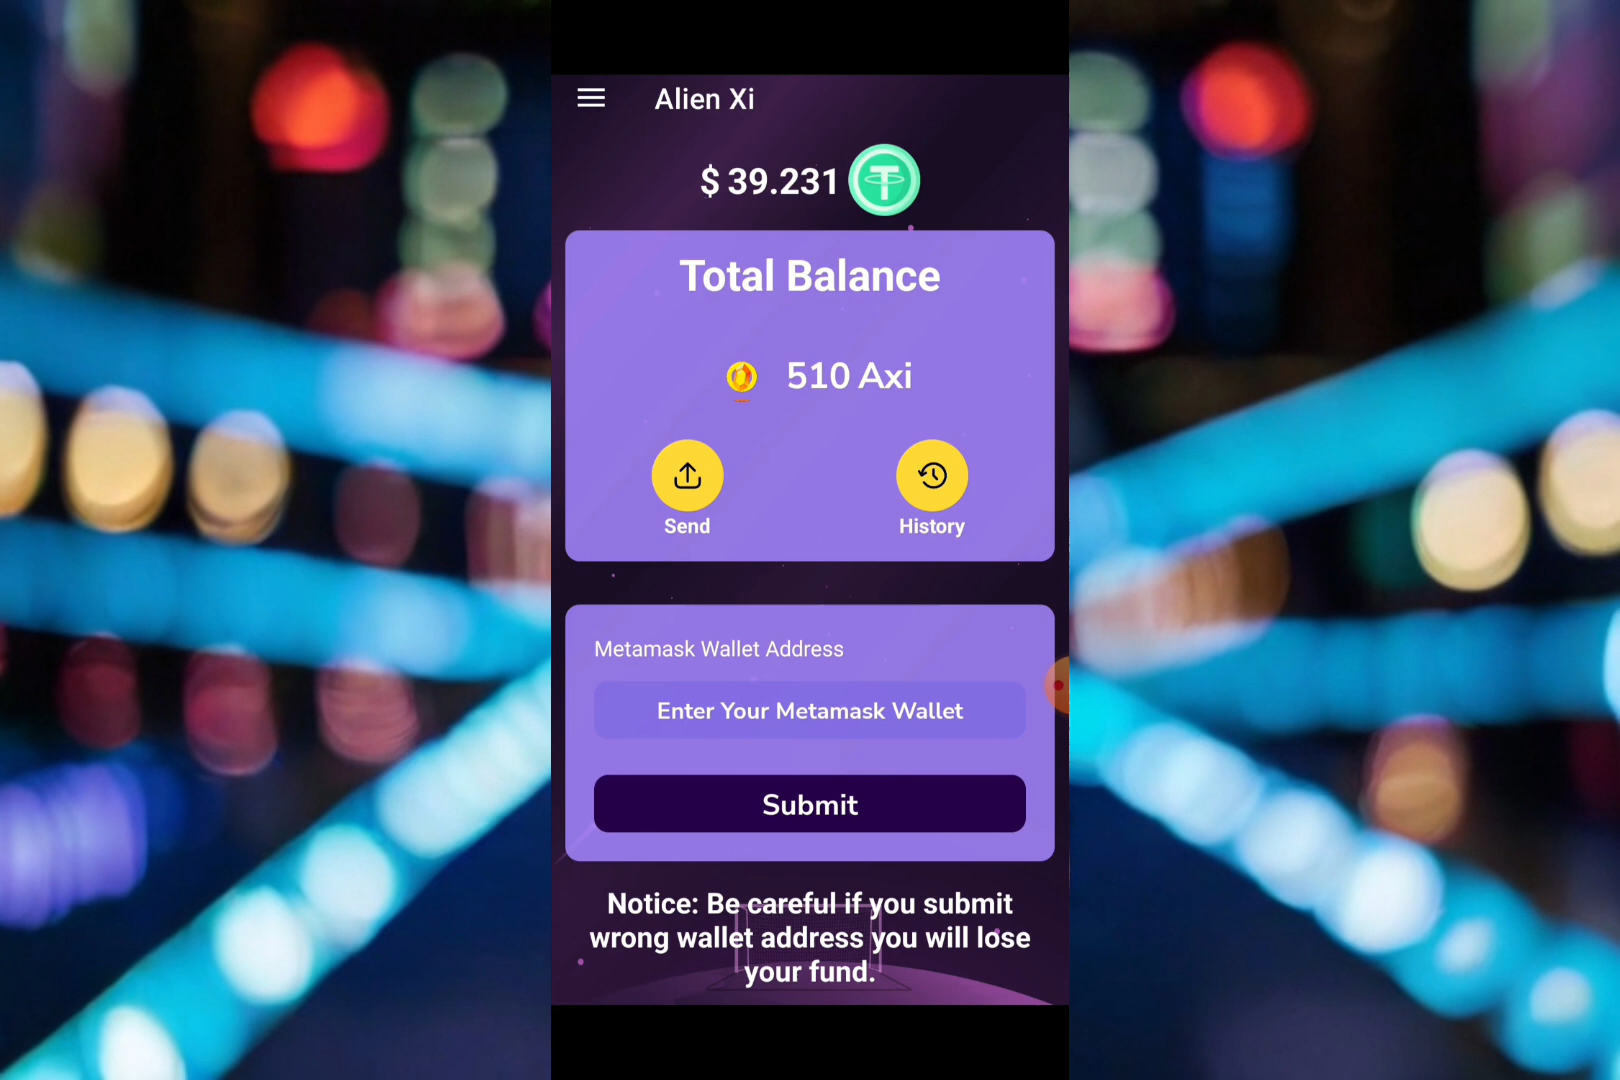 Alien Xi
$ 39.231
Total Balance
510 Axi
Send
History
Metamask Wallet Address
Enter Your Metamask Wallet
Submit
Notice: Be careful if you submit
wrong wallet address you will lose
your fund.